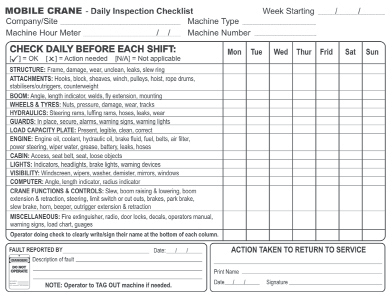 MOBILE CRANE - Daily Inspection Checklist Week Starting ___/___/___
Company/Site Machine Type
Machine Hour Meter / / Machine Number
CHECK DAILY BEFORE EACH SHIFT: Mon Tue Wed Thur Frid Sat Sun
[✓] = OK [x] = Action needed [N/A] = Not applicable
STRUCTURE: Frame, damage, wear, unclean, leaks, slew ring
ATTACHMENTS: Hooks, block, sheaves, winch, pulleys, hoist, rope drums,
stabilisers/outriggers, counterweight
BOOM: Angle, length indicator, welds, fly extension, mounting
WHEELS & TYRES: Nuts, pressure, damage, wear, tracks
HYDRAULICS: Steering rams, luffing rams, hoses, leaks, wear
GUARDS: In place, secure, alarms, warning signs, warning lights
LOAD CAPACITY PLATE: Present, legible, clean, correct
ENGINE: Engine oil, coolant, hydraulic oil, brake fluid, fuel, belts, air filter,
power steering, wiper water, grease, battery, leaks, hoses
CABIN: Access, seat belt, seat, loose objects
LIGHTS: Indicators, headlights, brake lights, warning devices
VISIBILITY: Windscreen, wipers, washer, demister, mirrors, windows
COMPUTER: Angle, length indicator, radius indicator
CRANE FUNCTIONS & CONTROLS: Slew, boom raising & lowering, boom
extension & retraction, steering, limit switch or cut outs, brakes, park brake,
slew brake, horn, beeper, outrigger extension & retraction
MISCELLANEOUS: Fire extinguisher, radio, door locks, decals, operators manual,
warning signs, load chart, guages
Operator doing check to clearly write/sign their name at the bottom of each column.
FAULT REPORTED BY Date: / /
Description of fault
DANGER
DO NOT
OPERATE
NOTE: Operator to TAG OUT machine if needed.
ACTION TAKEN TO RETURN TO SERVICE
Print Name
Date / / Signature